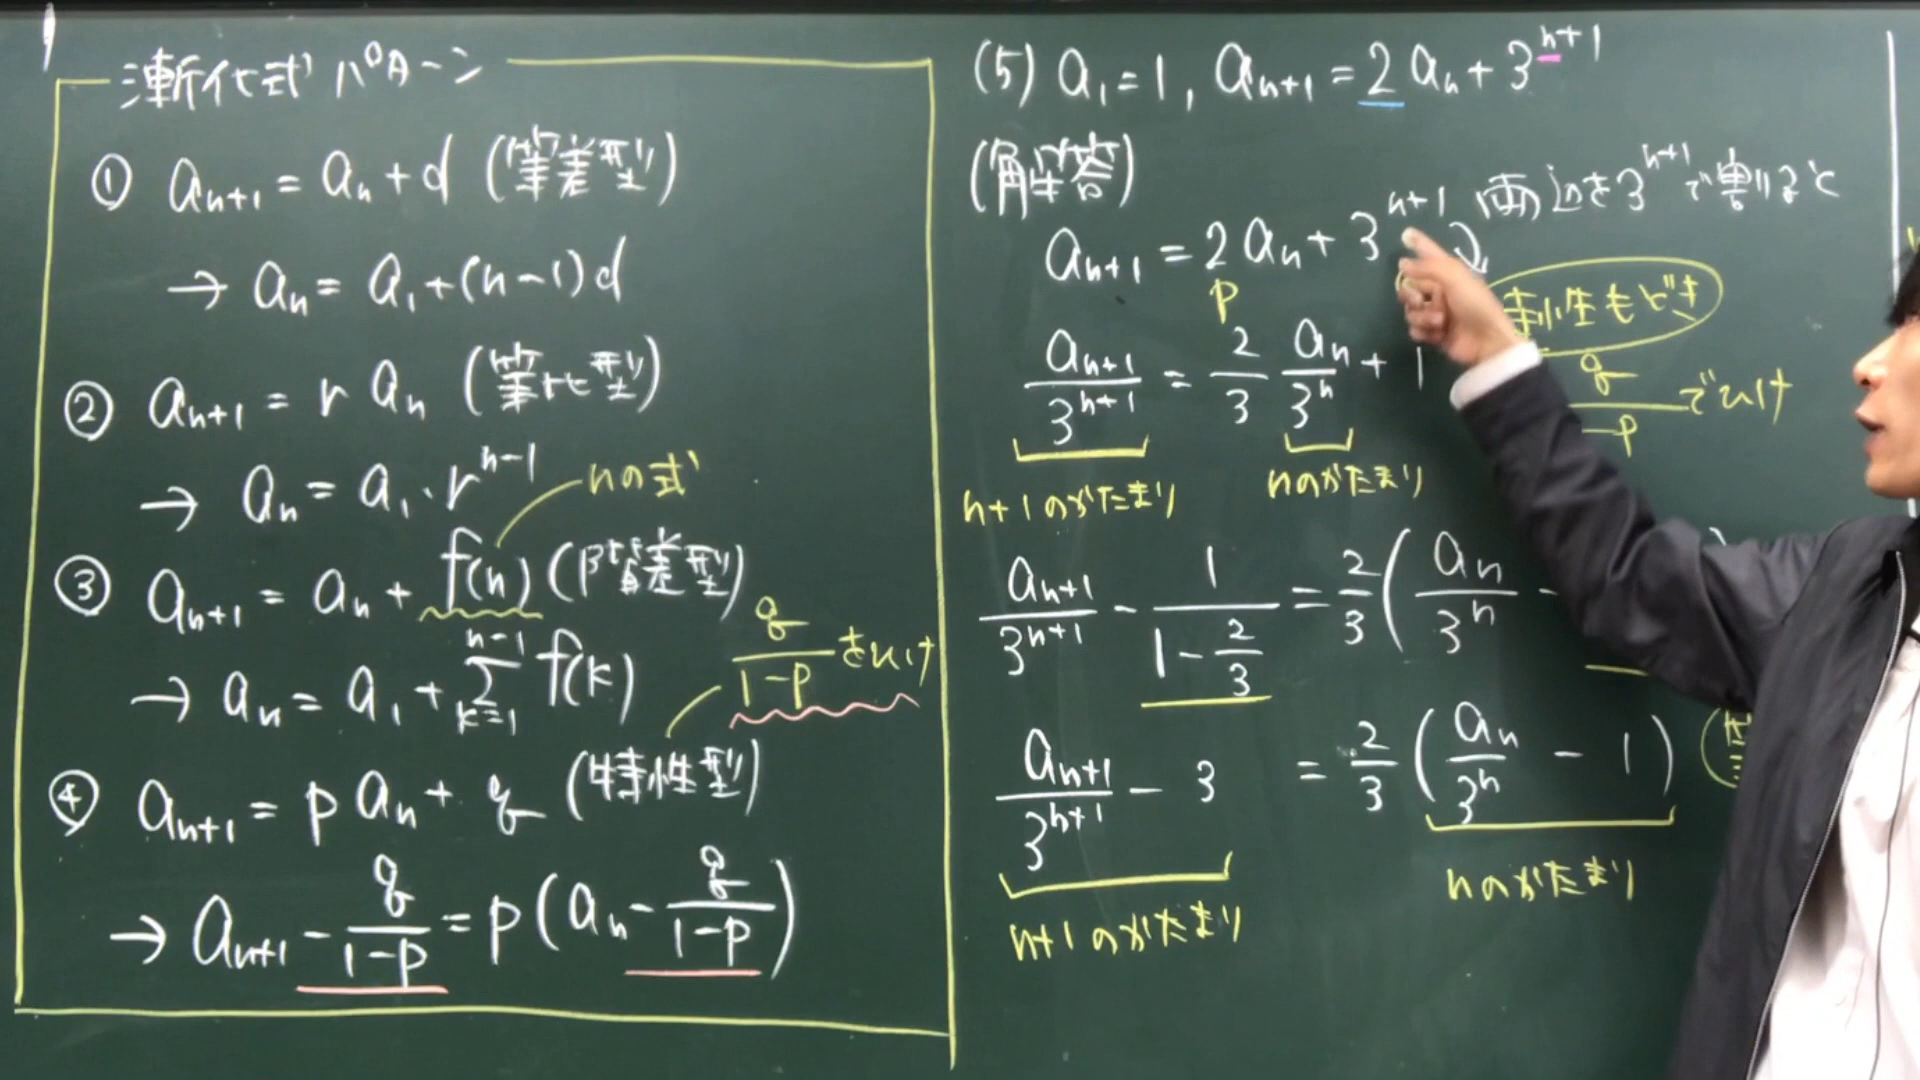 漸化式パターン
① a_{n+1} = a_n + d (等差型)
→ a_n = a_1 + (n-1)d
② a_{n+1} = r a_n (等比型)
→ a_n = a_1・r^{n-1}
nの式
③ a_{n+1} = a_n + f(n) (階差型)
→ a_n = a_1 + Σ_{k=1}^{n-1} f(k)
q/(1-p) をひけ
④ a_{n+1} = p a_n + q (特性型)
→ a_{n+1} - q/(1-p) = p(a_n - q/(1-p))
(5) a_1 = 1, a_{n+1} = 2a_n + 3^{n+1}
(解答)
a_{n+1} = 2a_n + 3^{n+1} 両辺を3^{n+1}で割ると
p
特性もどき
a_{n+1}/3^{n+1} = 2/3 a_n/3^n + 1
q
-p でひけ
n+1のかたまり nのかたまり
a_{n+1}/3^{n+1} - 1/(1 - 2/3) = 2/3 (a_n/3^n -
a_{n+1}/3^{n+1} - 3 = 2/3 (a_n/3^n - 1)
n+1のかたまり nのかたまり